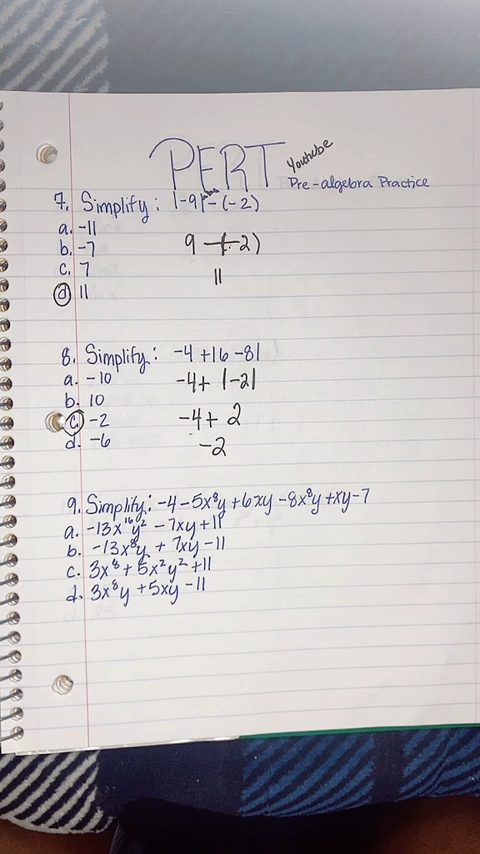 PERT Youtube
Pre-algebra Practice
7. Simplify: |-9|-(-2)
a. -11
b. -7
c. 7
d. 11
9 -(-2)
11
8. Simplify: -4 +|6 -8|
a. -10
b. 10
c. -2
d. -6
-4+ |-2|
-4+ 2
-2
9. Simplify: -4 -5x⁸y +6xy -8x⁸y +xy-7
a. -13x¹⁶y² - 7xy +11
b. -13x⁸y + 7xy -11
c. 3x⁸ + 5x²y² +11
d. 3x⁸y +5xy -11